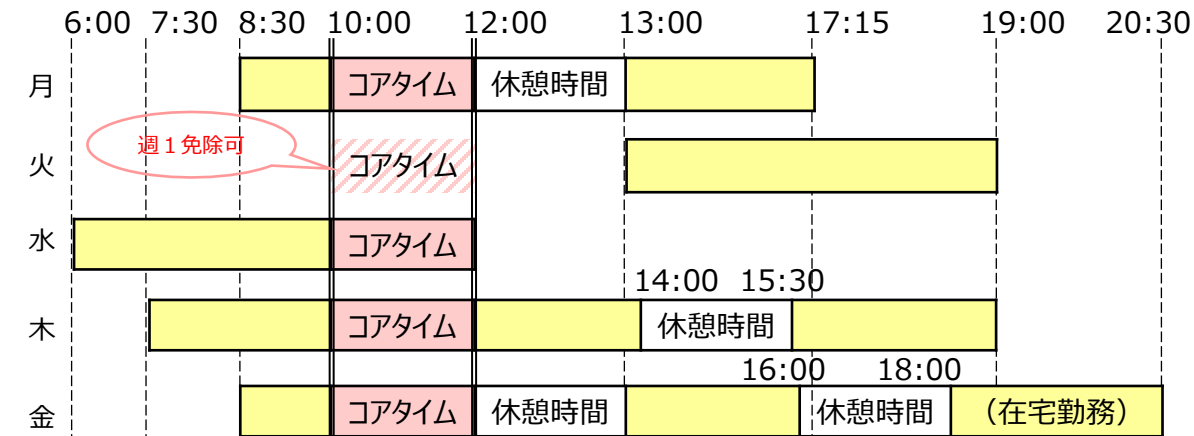 6:00 7:30 8:30 10:00 12:00 13:00 17:15 19:00 20:30
月 コアタイム 休憩時間
週1免除可
火 コアタイム
水 コアタイム
14:00 15:30
木 コアタイム 休憩時間
16:00 18:00
金 コアタイム 休憩時間 休憩時間 (在宅勤務)